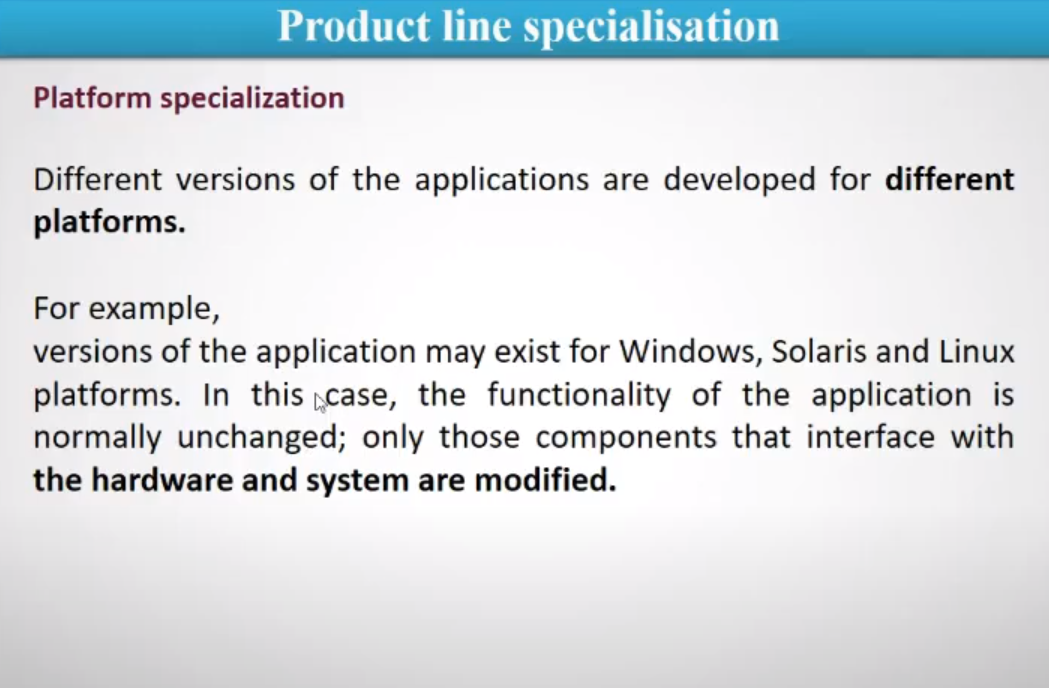 Product line specialisation
Platform specialization
Different versions of the applications are developed for different
platforms.
For example,
versions of the application may exist for Windows, Solaris and Linux
platforms. In this case, the functionality of the application is
normally unchanged; only those components that interface with
the hardware and system are modified.